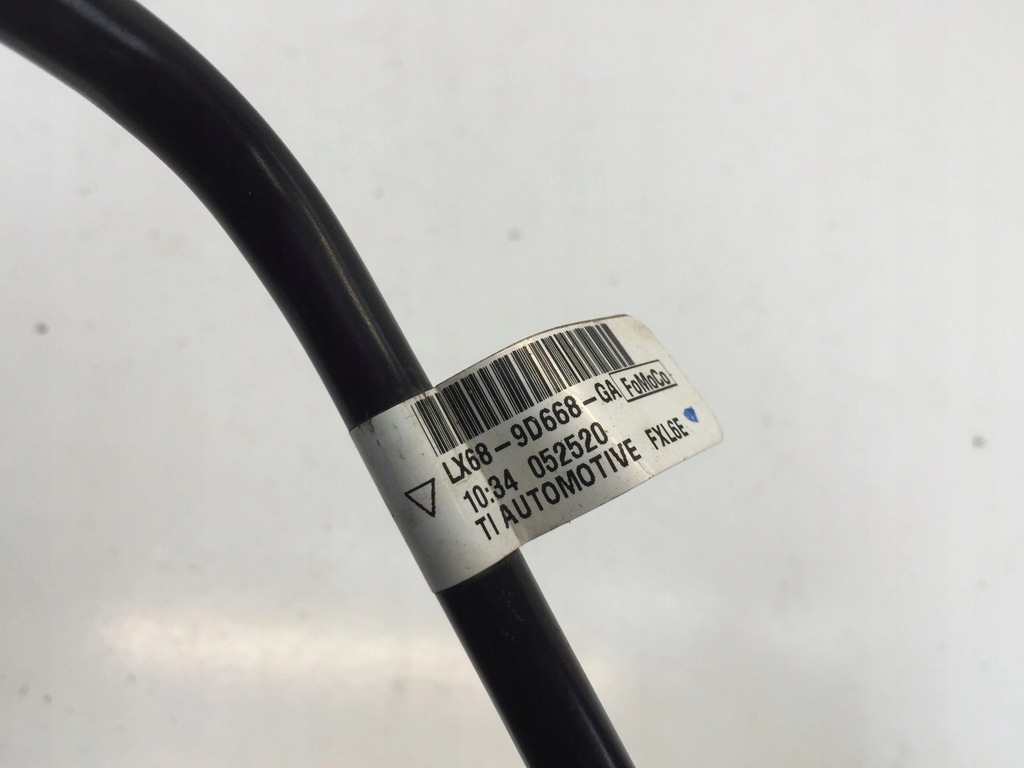 LX68-9D668-GA FoMoCo
10:34 052520
TI AUTOMOTIVE FXL6E